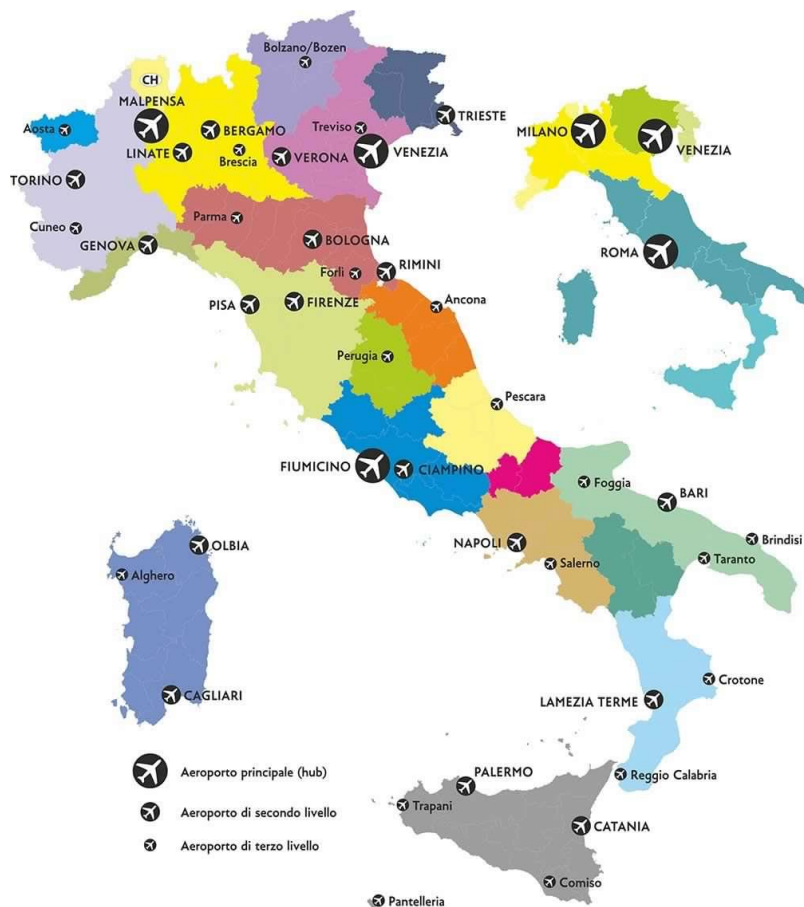 Bolzano/Bozen
CH
MALPENSA
TRIESTE
Aosta
BERGAMO
Treviso
MILANO
VENEZIA
LINATE
Brescia
VERONA
VENEZIA
TORINO
Parma
Cuneo
GENOVA
BOLOGNA
ROMA
Forlì
RIMINI
PISA
FIRENZE
Ancona
Perugia
Pescara
FIUMICINO
CIAMPINO
Foggia
BARI
NAPOLI
Brindisi
OLBIA
Salerno
Taranto
Alghero
Crotone
CAGLIARI
LAMEZIA TERME
Aeroporto principale (hub)
PALERMO
Reggio Calabria
Trapani
Aeroporto di secondo livello
CATANIA
Aeroporto di terzo livello
Comiso
Pantelleria